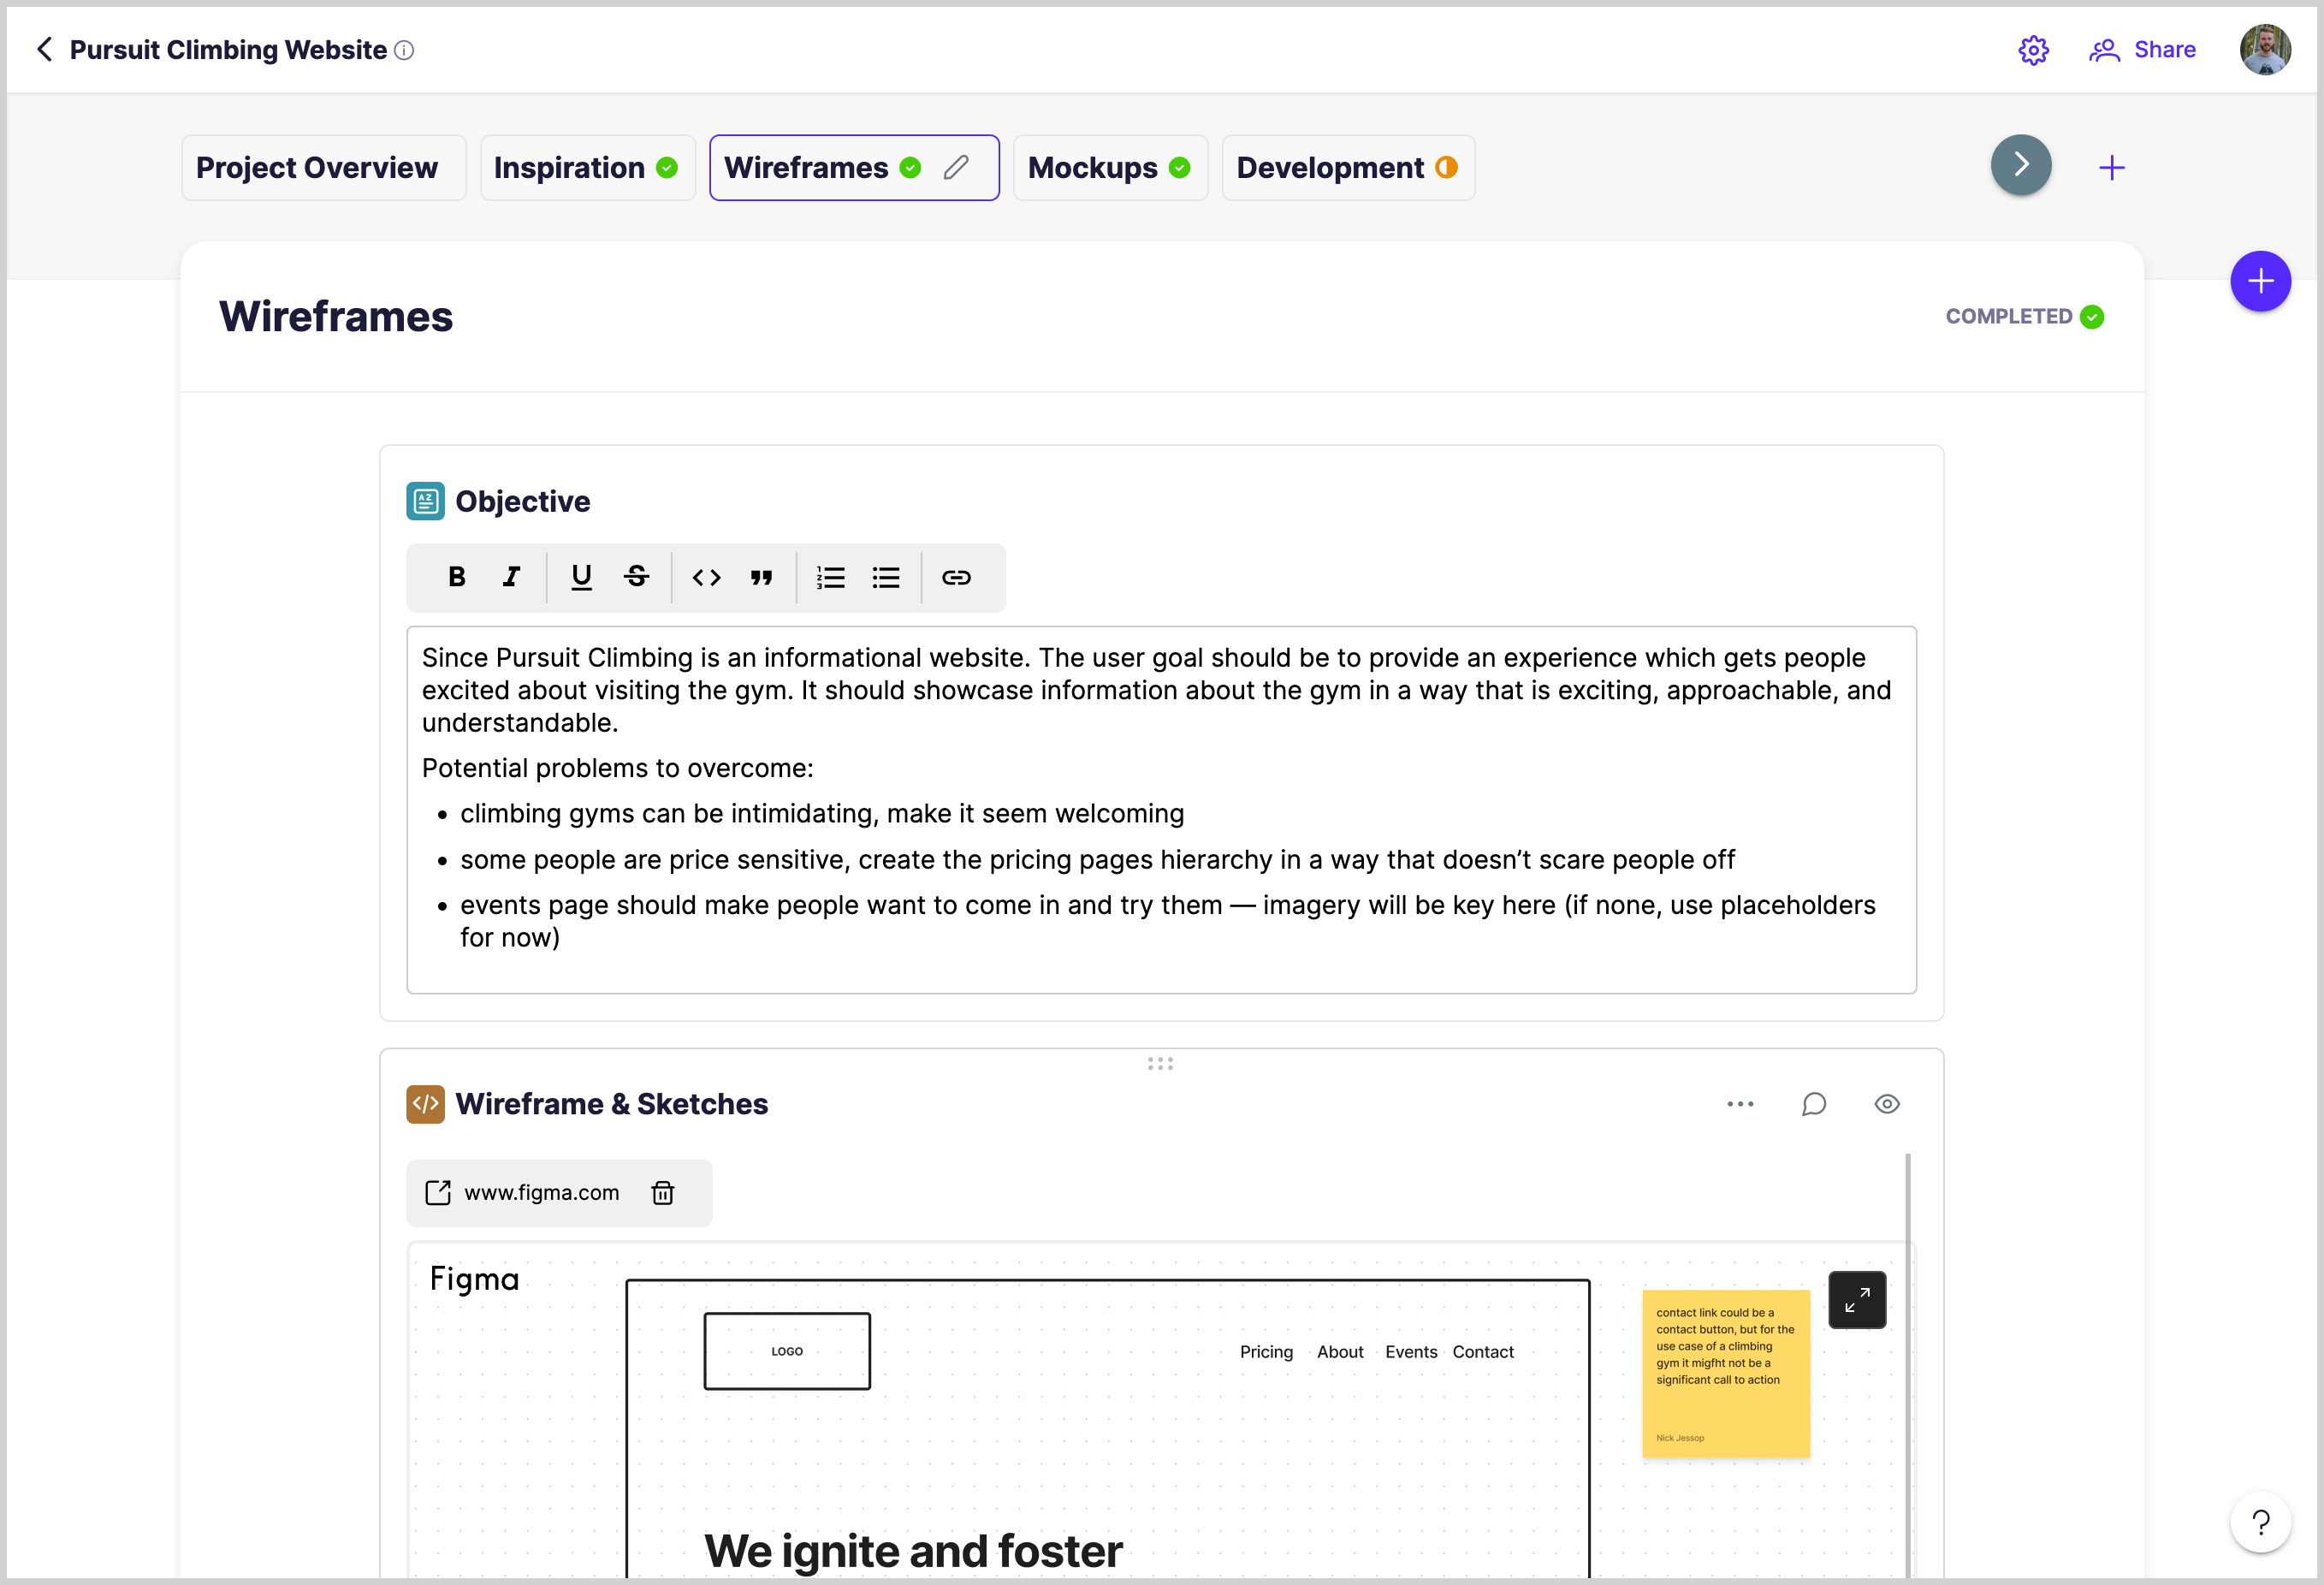 Pursuit Climbing Website
Share
Project Overview
Inspiration
Wireframes
Mockups
Development
Wireframes
COMPLETED
Objective
B I U S
Since Pursuit Climbing is an informational website. The user goal should be to provide an experience which gets people
excited about visiting the gym. It should showcase information about the gym in a way that is exciting, approachable, and
understandable.
Potential problems to overcome:
• climbing gyms can be intimidating, make it seem welcoming
• some people are price sensitive, create the pricing pages hierarchy in a way that doesn’t scare people off
• events page should make people want to come in and try them — imagery will be key here (if none, use placeholders
for now)
Wireframe & Sketches
www.figma.com
Figma
LOGO
Pricing About Events Contact
contact link could be a
contact button, but for the
use case of a climbing
gym it migfht not be a
significant call to action
Nick Jessop
We ignite and foster
?